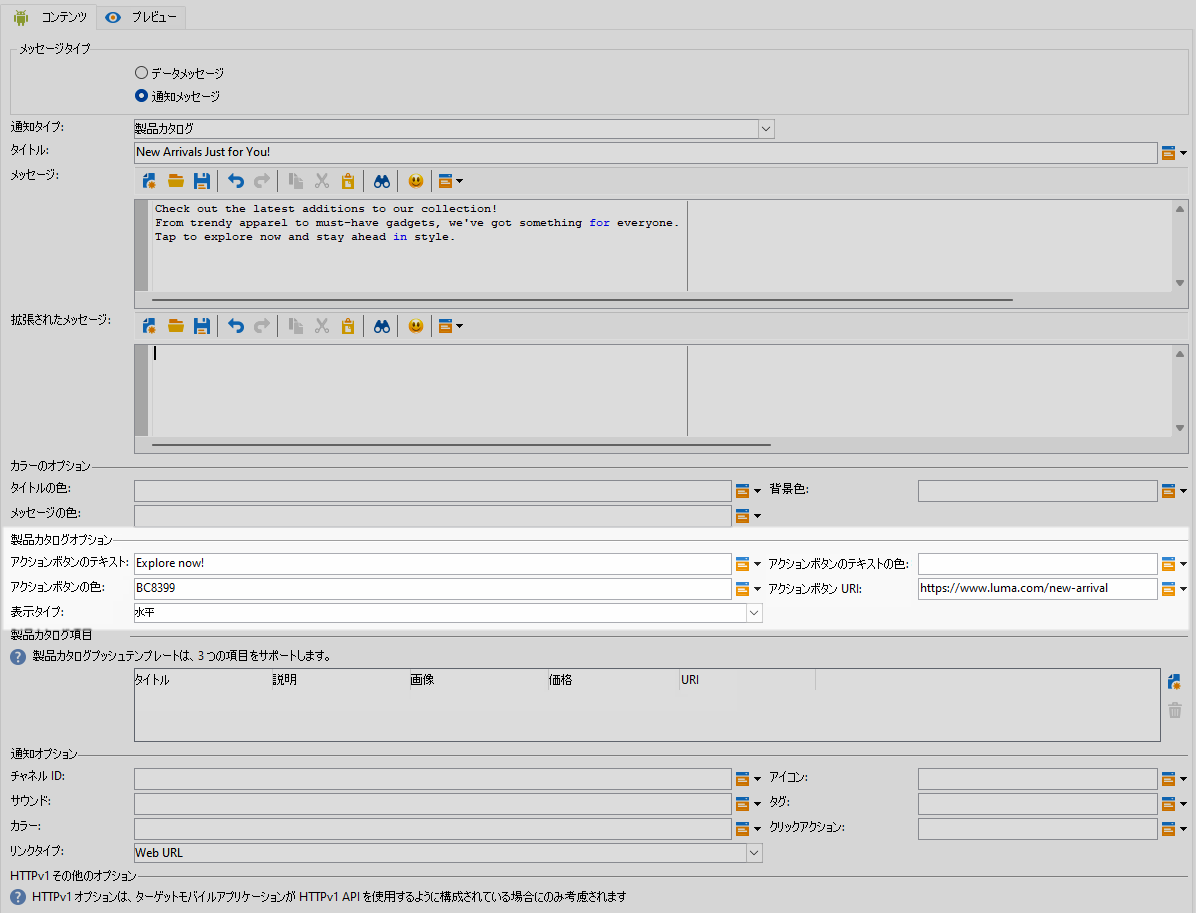 コンテンツ プレビュー
メッセージタイプ
データメッセージ
通知メッセージ
通知タイプ: 製品カタログ
タイトル: New Arrivals Just for You!
メッセージ:
Check out the latest additions to our collection!
From trendy apparel to must-have gadgets, we've got something for everyone.
Tap to explore now and stay ahead in style.
拡張されたメッセージ:
カラーのオプション
タイトルの色: 背景色:
メッセージの色:
製品カタログオプション
アクションボタンのテキスト: Explore now! アクションボタンのテキストの色:
アクションボタンの色: BC8399 アクションボタン URI: https://www.luma.com/new-arrival
表示タイプ: 水平
製品カタログ項目
製品カタログプッシュテンプレートは、3 つの項目をサポートします。
タイトル 説明 画像 価格 URI
通知オプション
チャネル ID: アイコン:
サウンド: タグ:
カラー: クリックアクション:
リンクタイプ: Web URL
HTTPv1 その他のオプション
HTTPv1 オプションは、ターゲットモバイルアプリケーションが HTTPv1 API を使用するように構成されている場合にのみ考慮されます